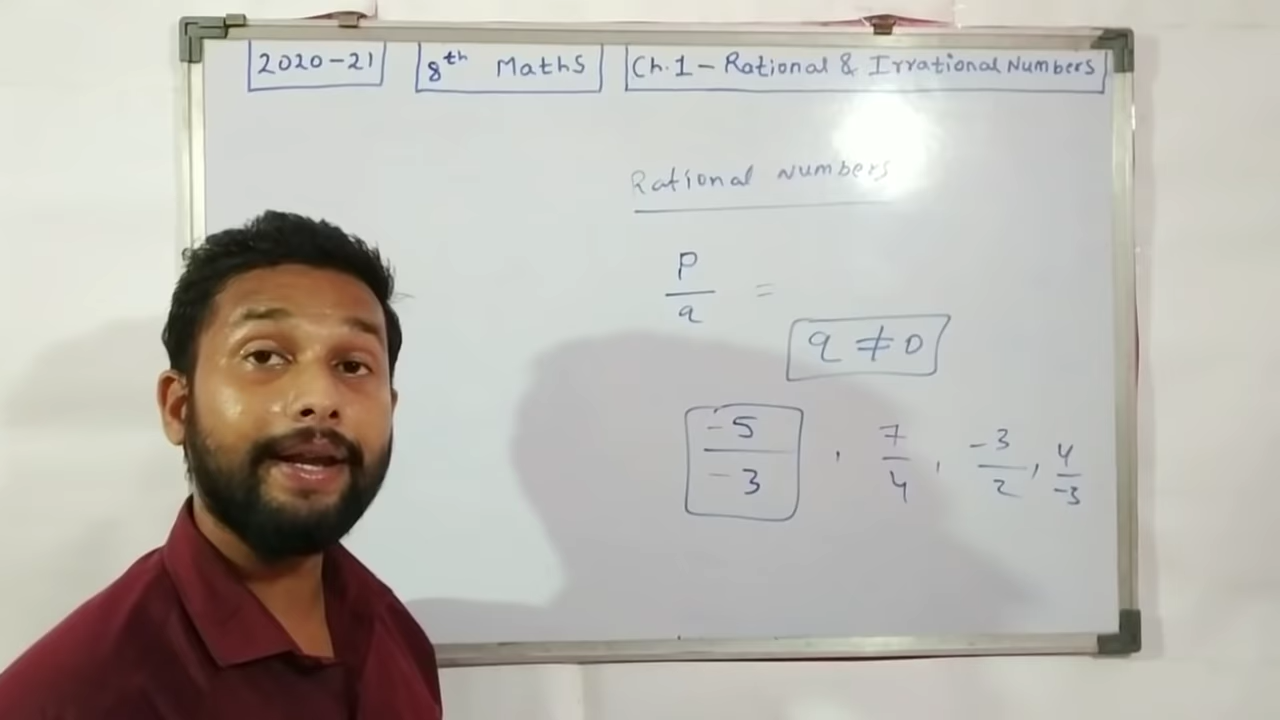 2020-21 8th Maths Ch.1 - Rational & Irrational Numbers
Rational Numbers
p/q =
q ≠ 0
-5/-3 , 7/4 , -3/2 , 4/-3